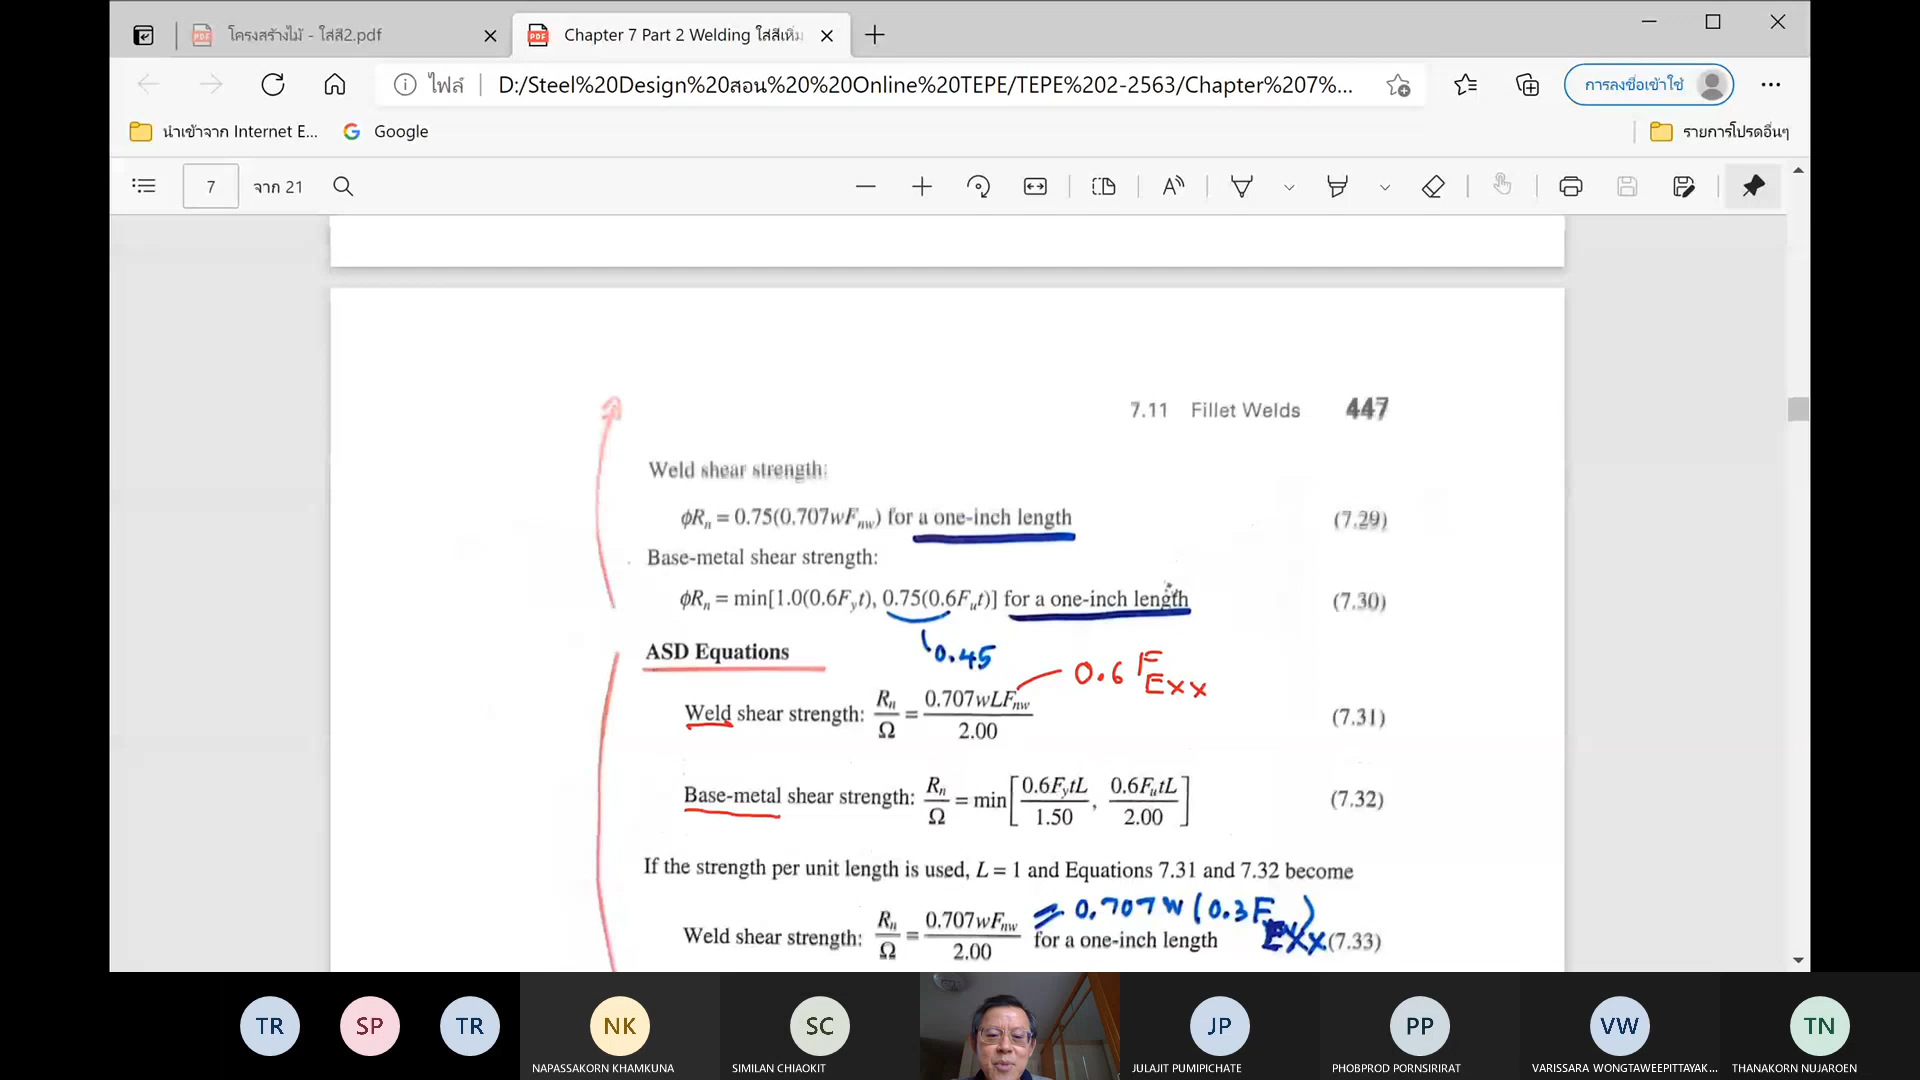 โครงสร้างไม้ - ใส่สี2.pdf
Chapter 7 Part 2 Welding ใส่สีเพิ่ม
ไฟล์
D:/Steel%20Design%20สอน%20%20Online%20TEPE/TEPE%202-2563/Chapter%207%...
การลงชื่อเข้าใช้
นำเข้าจาก Internet E...
Google
รายการโปรดอื่นๆ
7 จาก 21
7.11 Fillet Welds 447
Weld shear strength:
ϕRₙ = 0.75(0.707wFₙw) for a one-inch length (7.29)
Base-metal shear strength:
ϕRₙ = min[1.0(0.6Fyt), 0.75(0.6Fᵤt)] for a one-inch length (7.30)
0.45
ASD Equations
0.6 FExx
Weld shear strength: Rₙ/Ω = 0.707wLFₙw/2.00 (7.31)
Base-metal shear strength: Rₙ/Ω = min[0.6FytL/1.50, 0.6FᵤtL/2.00] (7.32)
If the strength per unit length is used, L = 1 and Equations 7.31 and 7.32 become
= 0.707W(0.3FExx)
Weld shear strength: Rₙ/Ω = 0.707wFₙw/2.00 for a one-inch length (7.33)
TR
SP
TR
NK
SC
JP
PP
VW
TN
NAPASSAKORN KHAMKUNA
SIMILAN CHIAOKIT
JULAJIT PUMIPICHATE
PHOBPROD PORNSIRIRAT
VARISSARA WONGTAWEEPITTAYAK...
THANAKORN NUJAROEN